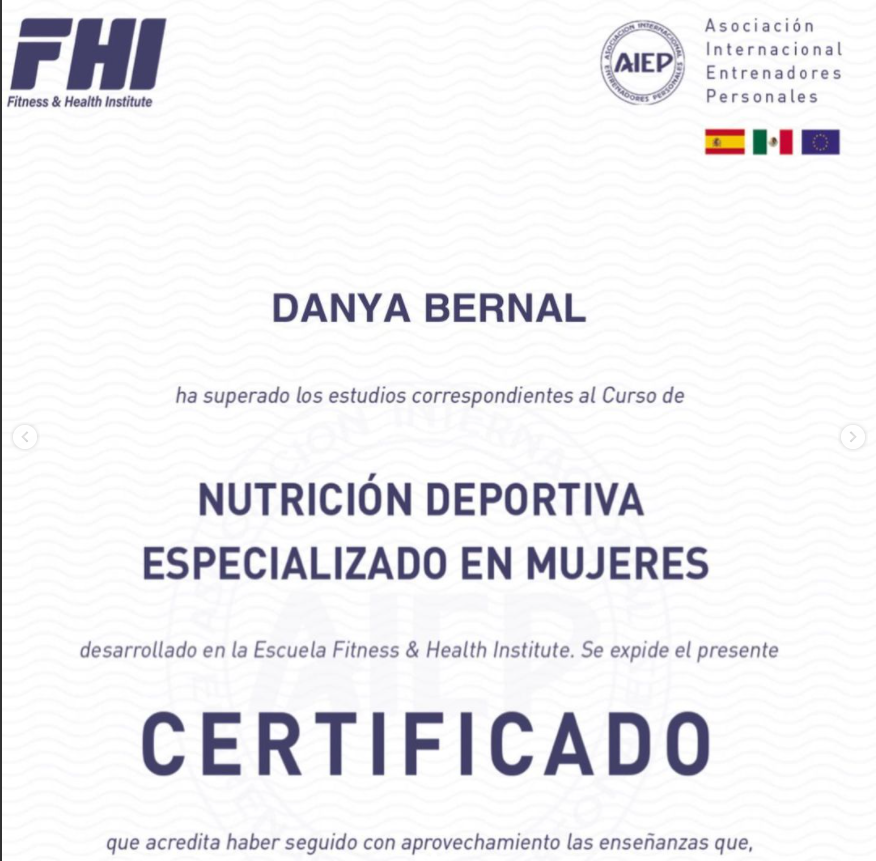 FHI
Fitness & Health Institute
ASOCIACION INTERNACIONAL
AIEP
ENTRENADORES PERSONALES
Asociación
Internacional
Entrenadores
Personales
DANYA BERNAL
ha superado los estudios correspondientes al Curso de
NUTRICIÓN DEPORTIVA
ESPECIALIZADO EN MUJERES
desarrollado en la Escuela Fitness & Health Institute. Se expide el presente
CERTIFICADO
que acredita haber seguido con aprovechamiento las enseñanzas que,